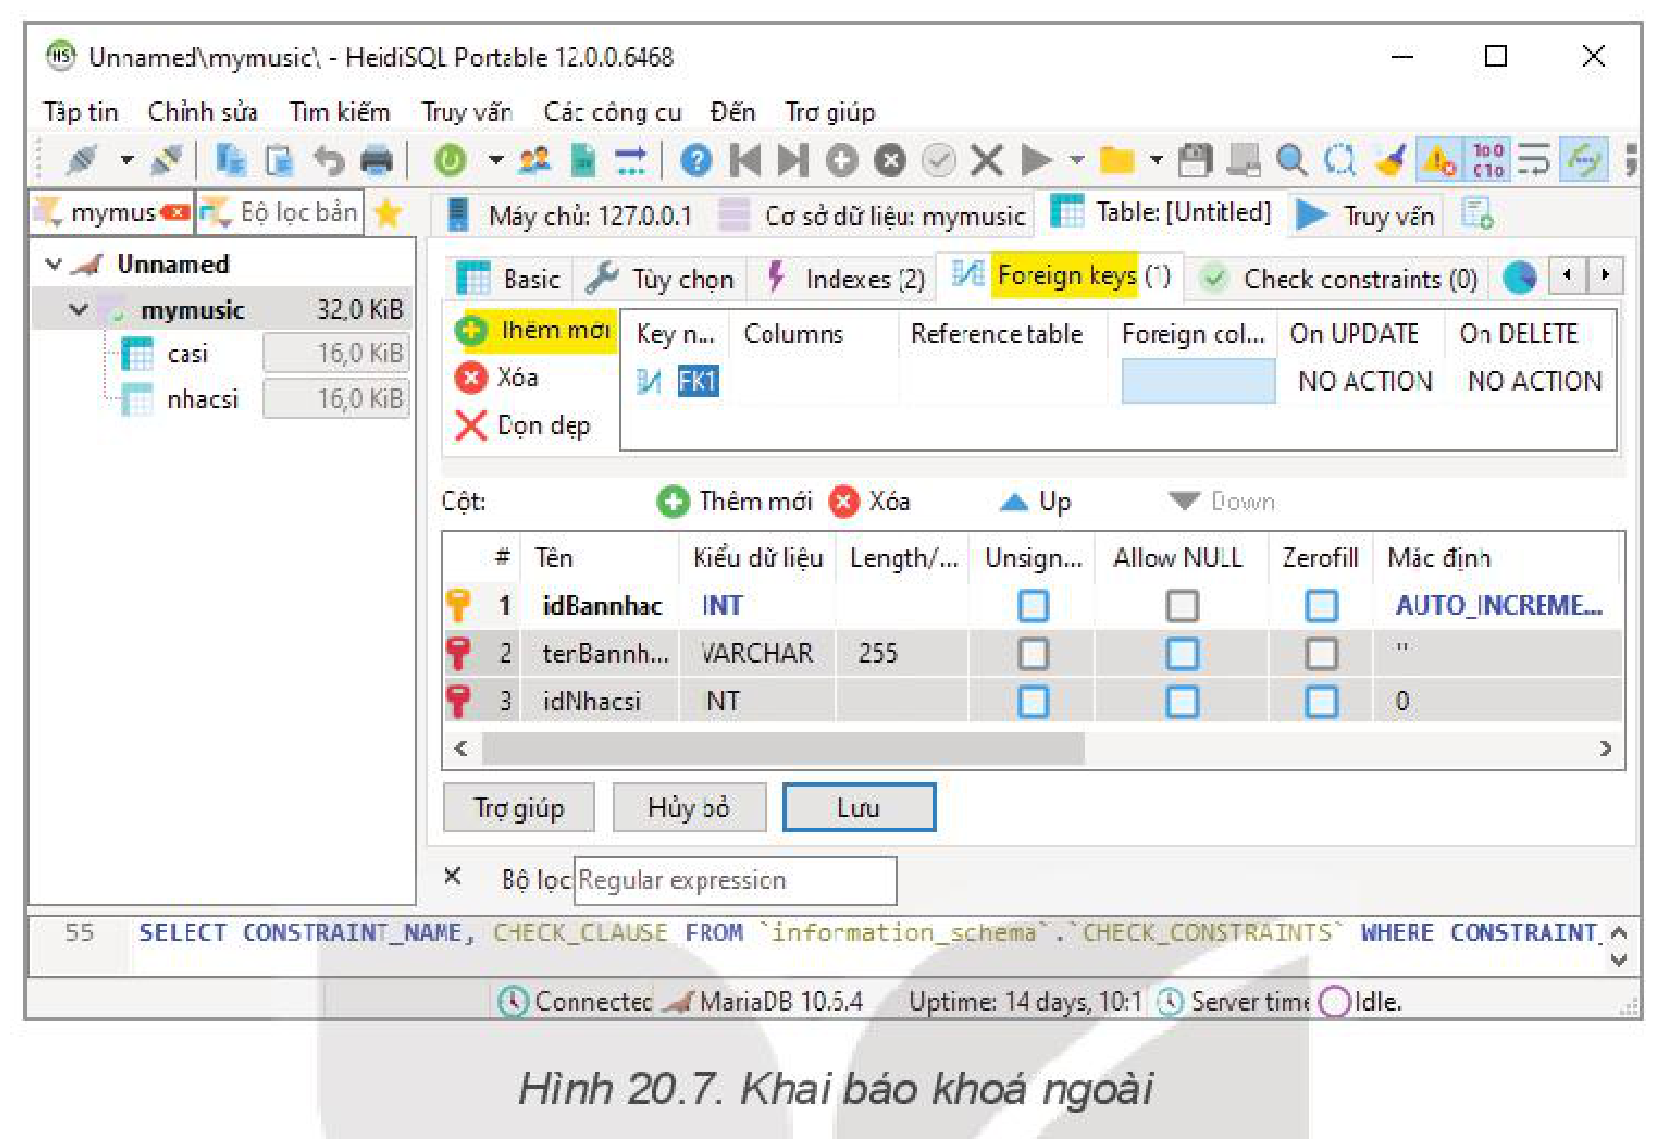 Unnamed\mymusic\ - HeidiSQL Portable 12.0.0.6468
Tập tin Chỉnh sửa Tìm kiếm Truy vấn Các công cụ Đến Trợ giúp
mymus Bộ lọc bản Máy chủ: 127.0.0.1 Cơ sở dữ liệu: mymusic Table: [Untitled] Truy vấn
Unnamed
mymusic 32,0 KiB
casi 16,0 KiB
nhacsi 16,0 KiB
Basic Tùy chọn Indexes (2) Foreign keys (1) Check constraints (0)
Thêm mới Key n... Columns Reference table Foreign col... On UPDATE On DELETE
Xóa FK1 NO ACTION NO ACTION
Dọn dẹp
Cột: Thêm mới Xóa Up Down
# Tên Kiểu dữ liệu Length/... Unsign... Allow NULL Zerofill Mặc định
1 idBannhac INT AUTO_INCREME...
2 terBannh... VARCHAR 255 ''
3 idNhacsi INT 0
Trợ giúp Hủy bỏ Lưu
Bộ lọc: Regular expression
55 SELECT CONSTRAINT_NAME, CHECK_CLAUSE FROM `information_schema`.`CHECK_CONSTRAINTS` WHERE CONSTRAINT_
Connected MariaDB 10.5.4 Uptime: 14 days, 10:1 Server time Idle.
Hình 20.7. Khai báo khoá ngoài